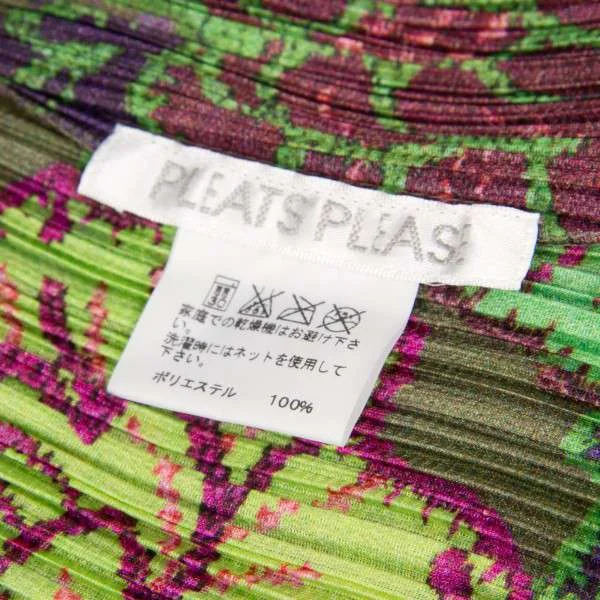 PLEATS PLEASE
家庭での乾燥機はお避け下さ
い。
洗濯時にはネットを使用して
下さい。
ポリエステル 100%